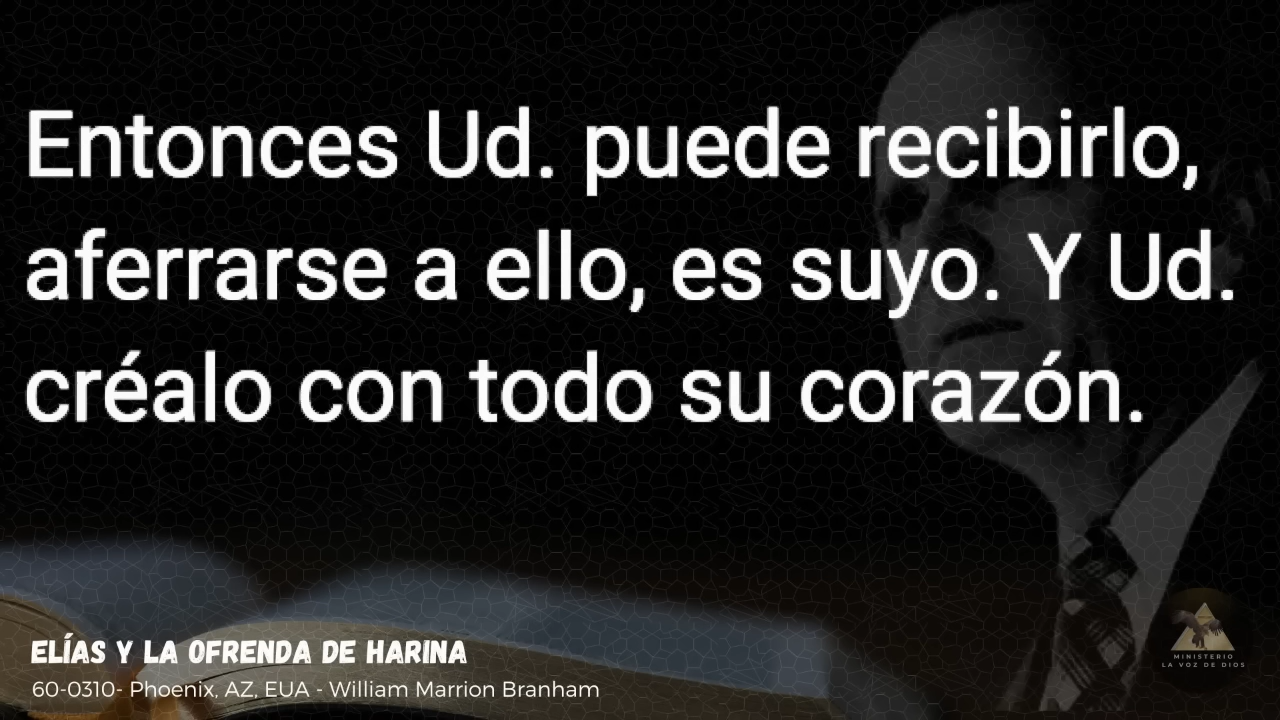 Entonces Ud. puede recibirlo,
aferrarse a ello, es suyo. Y Ud.
créalo con todo su corazón.
ELÍAS Y LA OFRENDA DE HARINA
60-0310- Phoenix, AZ, EUA - William Marrion Branham
MINISTERIO
LA VOZ DE DIOS